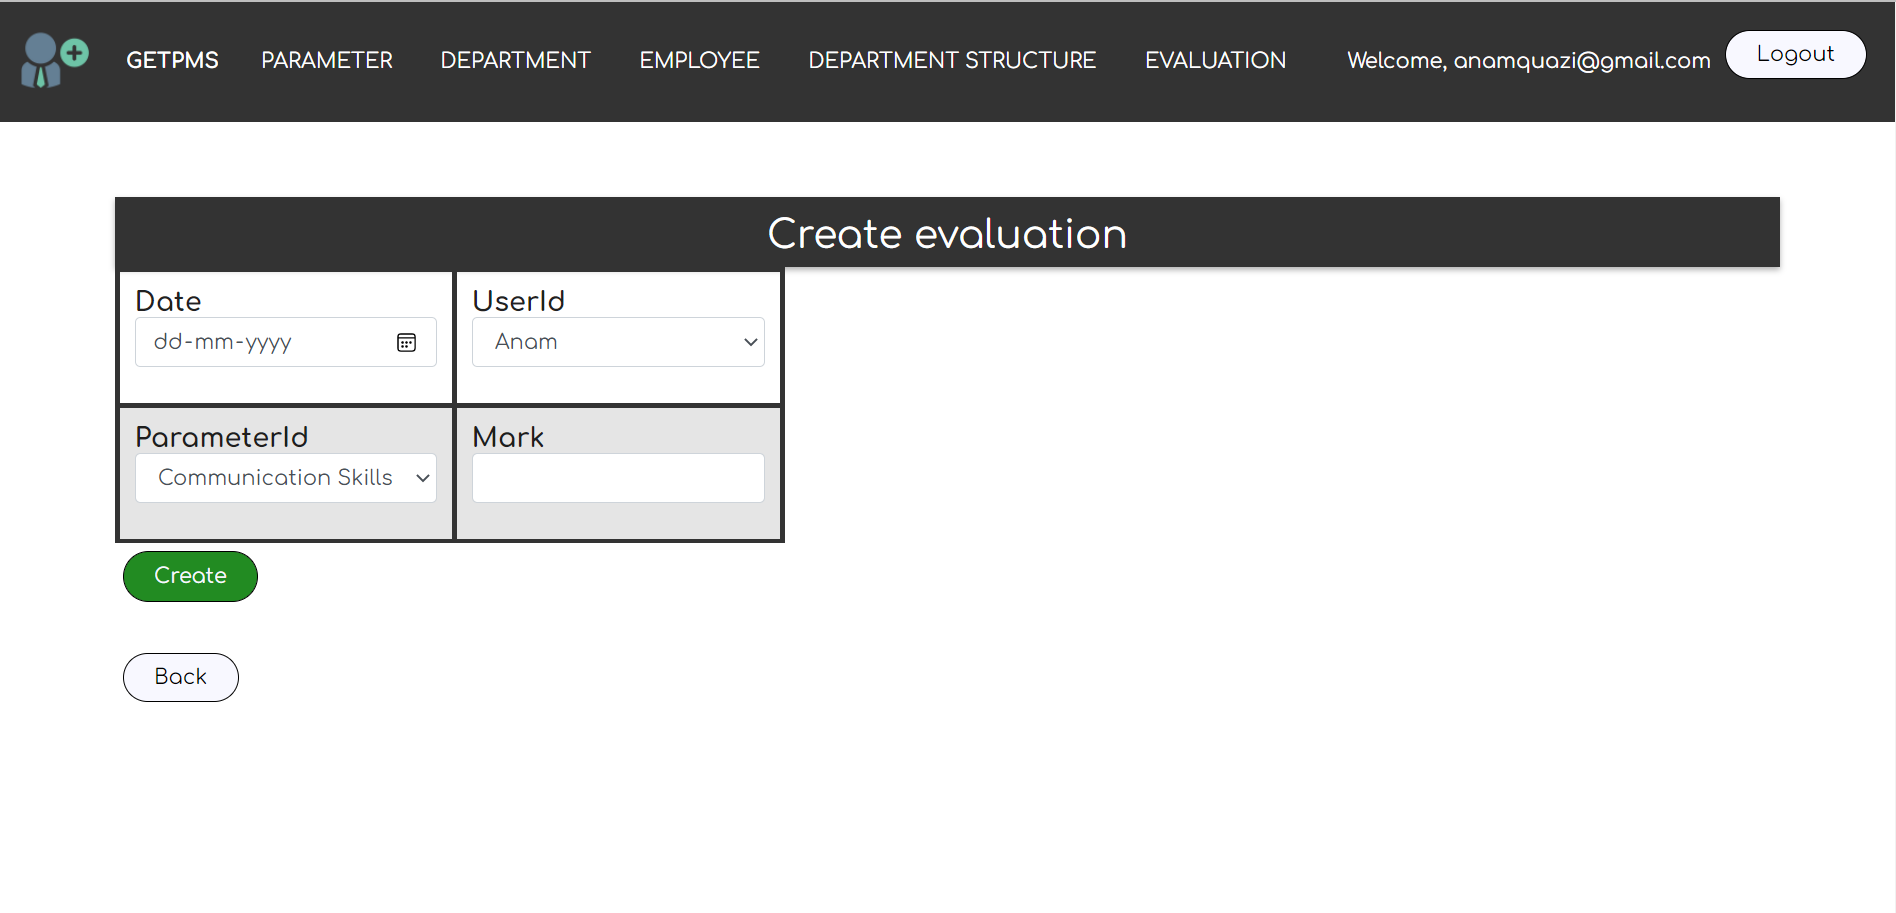 GETPMS PARAMETER DEPARTMENT EMPLOYEE DEPARTMENT STRUCTURE EVALUATION Welcome, anamquazi@gmail.com Logout
Create evaluation
Date UserId
dd-mm-yyyy Anam
ParameterId Mark
Communication Skills
Create
Back